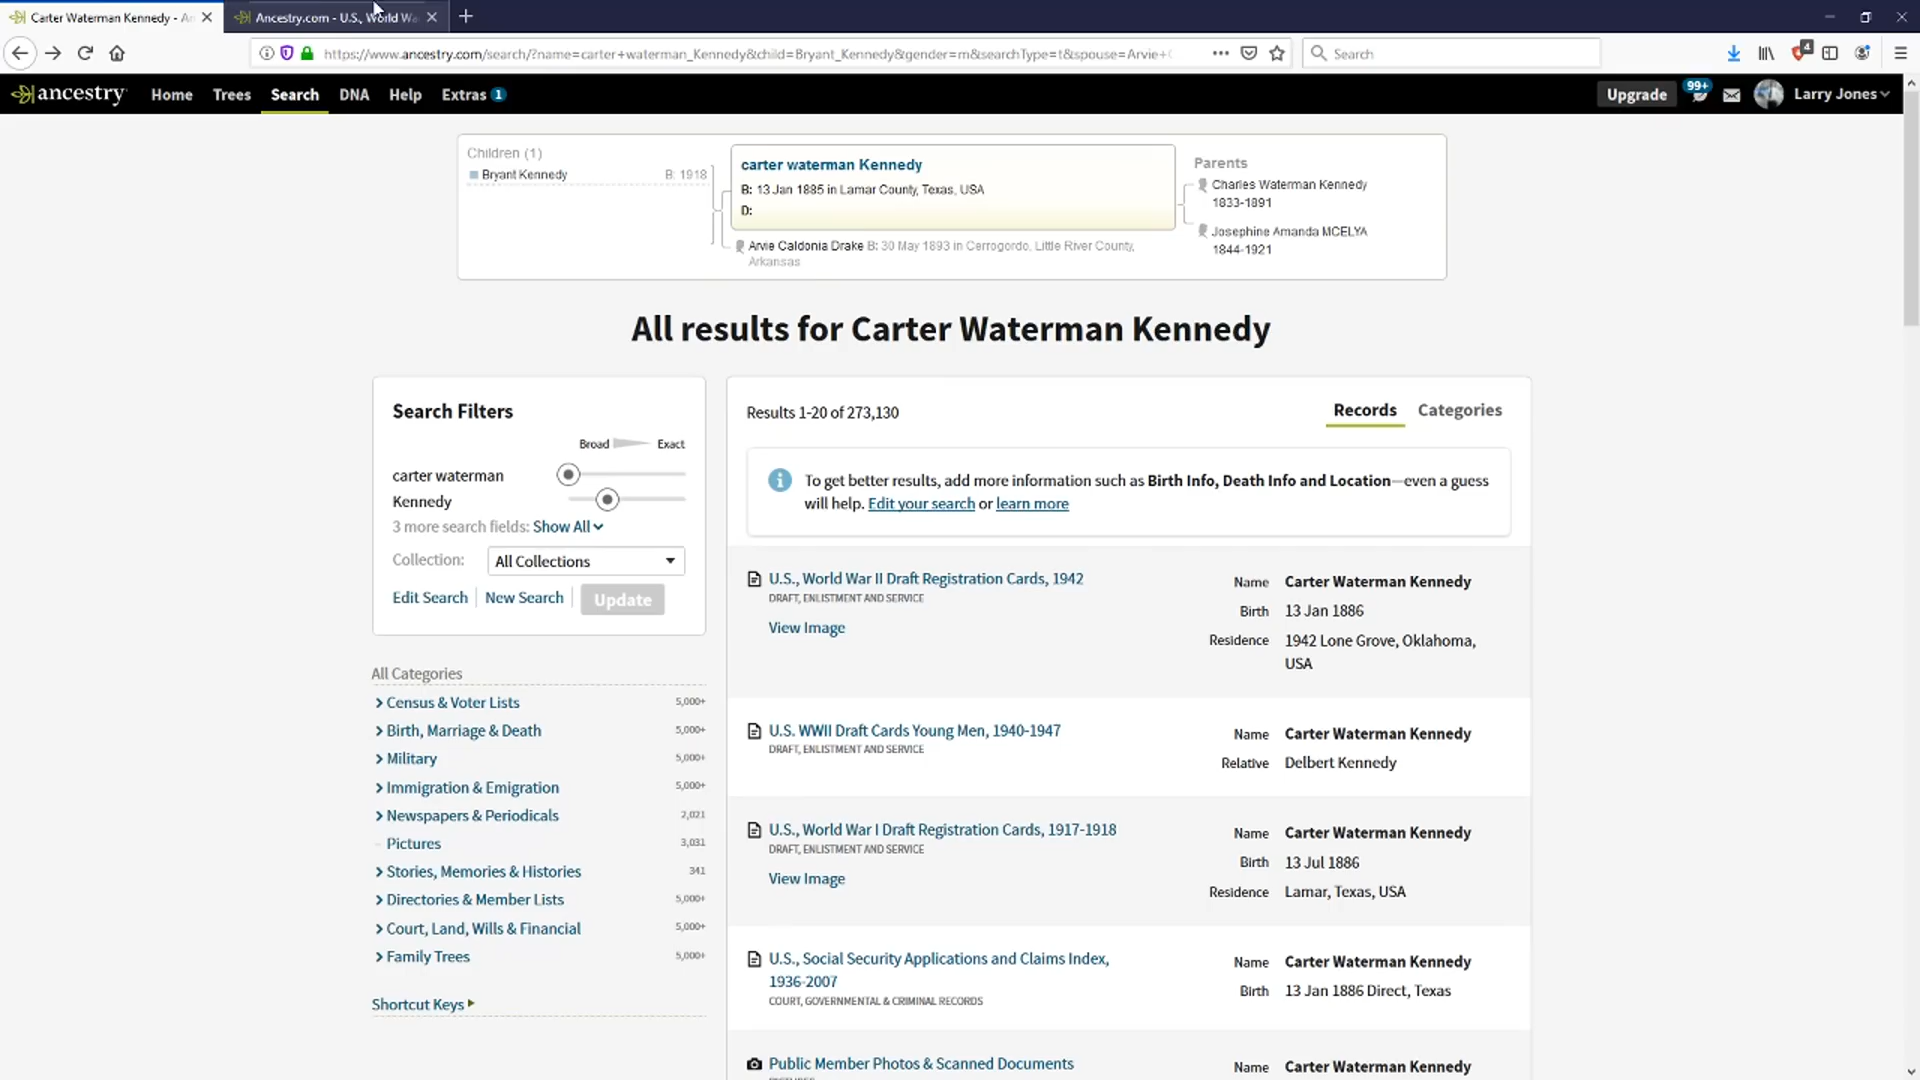 Carter Waterman Kennedy - An
Ancestry.com - U.S., World Wa
https://www.ancestry.com/search/?name=carter+waterman_Kennedy&child=Bryant_Kennedy&gender=m&searchType=t&spouse=Arvie+C
Search
4
ancestry
Home
Trees
Search
DNA
Help
Extras 1
Upgrade
99+
Larry Jones
Children (1)
Bryant Kennedy B: 1918
carter waterman Kennedy
B: 13 Jan 1885 in Lamar County, Texas, USA
D:
Arvie Caldonia Drake B: 30 May 1893 in Cerrogordo, Little River County,
Arkansas
Parents
Charles Waterman Kennedy
1833-1891
Josephine Amanda MCELYA
1844-1921
All results for Carter Waterman Kennedy
Search Filters
Broad Exact
carter waterman
Kennedy
3 more search fields: Show All
Collection: All Collections
Edit Search New Search Update
All Categories
Census & Voter Lists 5,000+
Birth, Marriage & Death 5,000+
Military 5,000+
Immigration & Emigration 5,000+
Newspapers & Periodicals 2,021
Pictures 3,031
Stories, Memories & Histories 341
Directories & Member Lists 5,000+
Court, Land, Wills & Financial 5,000+
Family Trees 5,000+
Shortcut Keys
Results 1-20 of 273,130
Records Categories
To get better results, add more information such as Birth Info, Death Info and Location—even a guess
will help. Edit your search or learn more
U.S., World War II Draft Registration Cards, 1942
DRAFT, ENLISTMENT AND SERVICE
View Image
Name Carter Waterman Kennedy
Birth 13 Jan 1886
Residence 1942 Lone Grove, Oklahoma,
USA
U.S. WWII Draft Cards Young Men, 1940-1947
DRAFT, ENLISTMENT AND SERVICE
Name Carter Waterman Kennedy
Relative Delbert Kennedy
U.S., World War I Draft Registration Cards, 1917-1918
DRAFT, ENLISTMENT AND SERVICE
View Image
Name Carter Waterman Kennedy
Birth 13 Jul 1886
Residence Lamar, Texas, USA
U.S., Social Security Applications and Claims Index,
1936-2007
COURT, GOVERNMENTAL & CRIMINAL RECORDS
Name Carter Waterman Kennedy
Birth 13 Jan 1886 Direct, Texas
Public Member Photos & Scanned Documents
Name Carter Waterman Kennedy